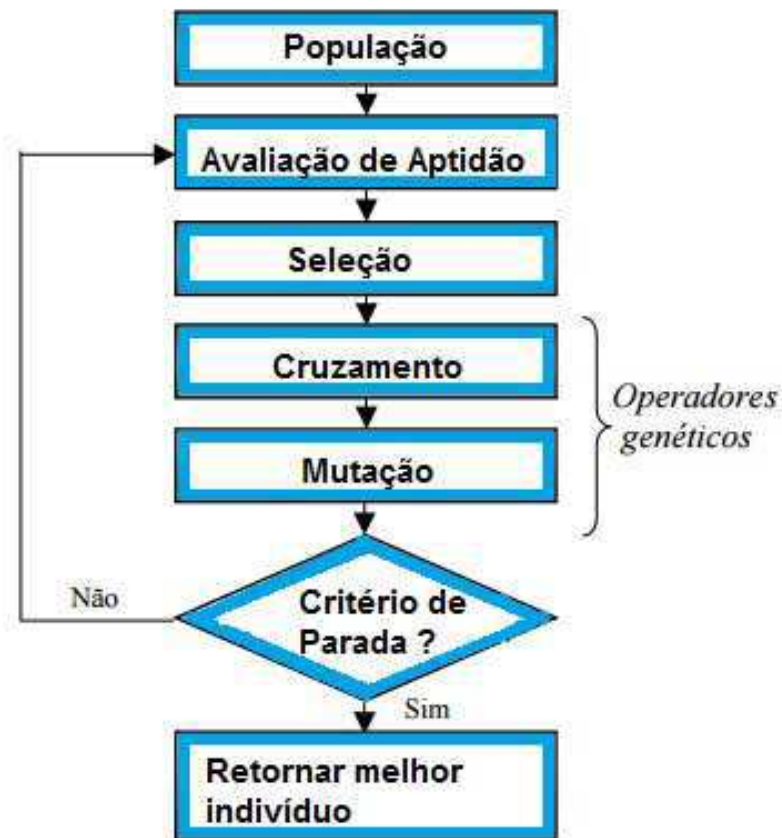 População
Avaliação de Aptidão
Seleção
Cruzamento
Operadores
genéticos
Mutação
Não
Critério de
Parada ?
Sim
Retornar melhor
indivíduo